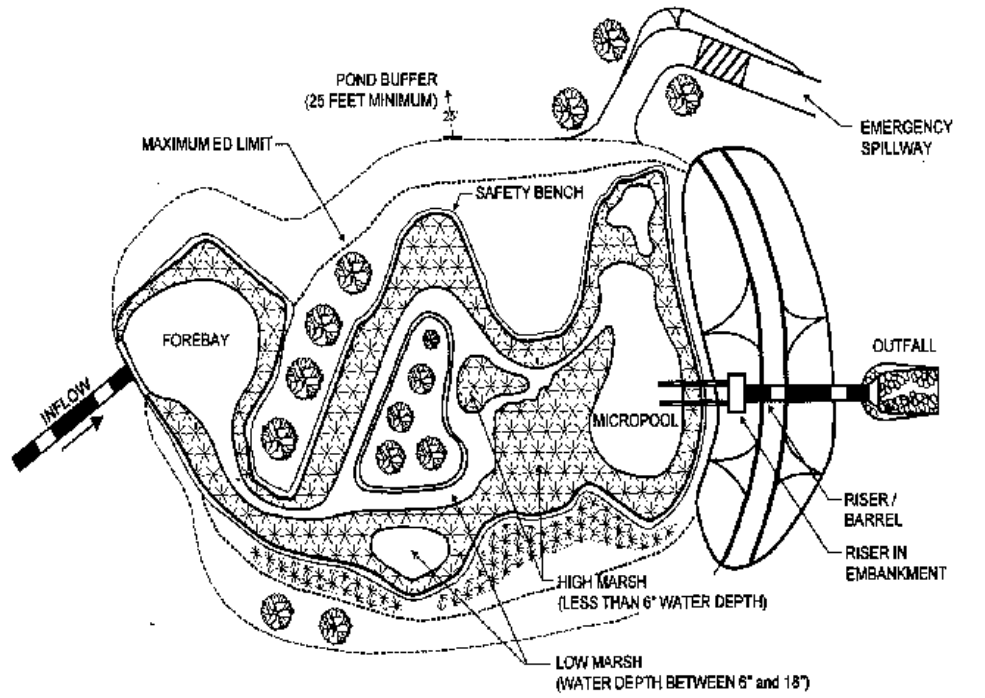 POND BUFFER
(25 FEET MINIMUM)
25'
MAXIMUM ED LIMIT
EMERGENCY
SPILLWAY
SAFETY BENCH
FOREBAY
OUTFALL
INFLOW
MICROPOOL
RISER /
BARREL
RISER IN
EMBANKMENT
HIGH MARSH
(LESS THAN 6" WATER DEPTH)
LOW MARSH
(WATER DEPTH BETWEEN 6" and 18")